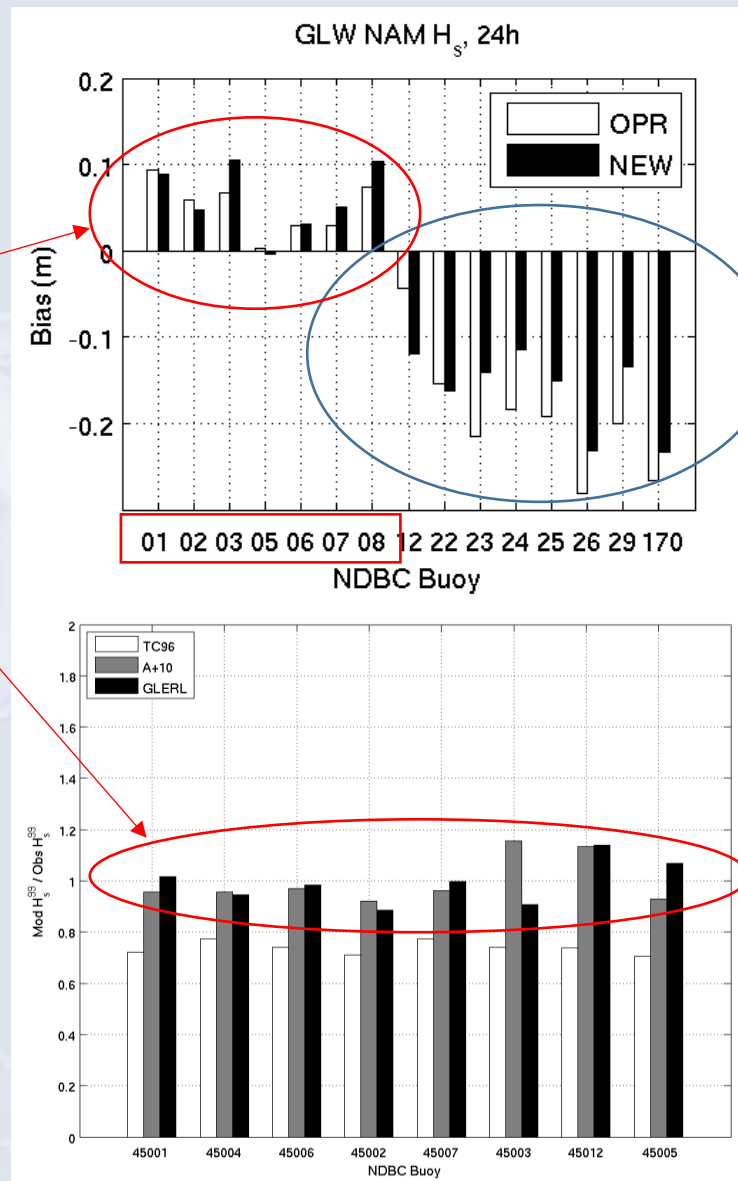 GLW NAM H_s, 24h
0.2
0.1
0
-0.1
-0.2
Bias (m)
OPR
NEW
01 02 03 05 06 07 08 12 22 23 24 25 26 29 170
NDBC Buoy
2
1.8
1.6
1.4
1.2
1
0.8
0.6
0.4
0.2
0
Mod H_s^99 / Obs H_s^99
TC96
A+10
GLERL
45001 45004 45006 45002 45007 45003 45012 45005
NDBC Buoy